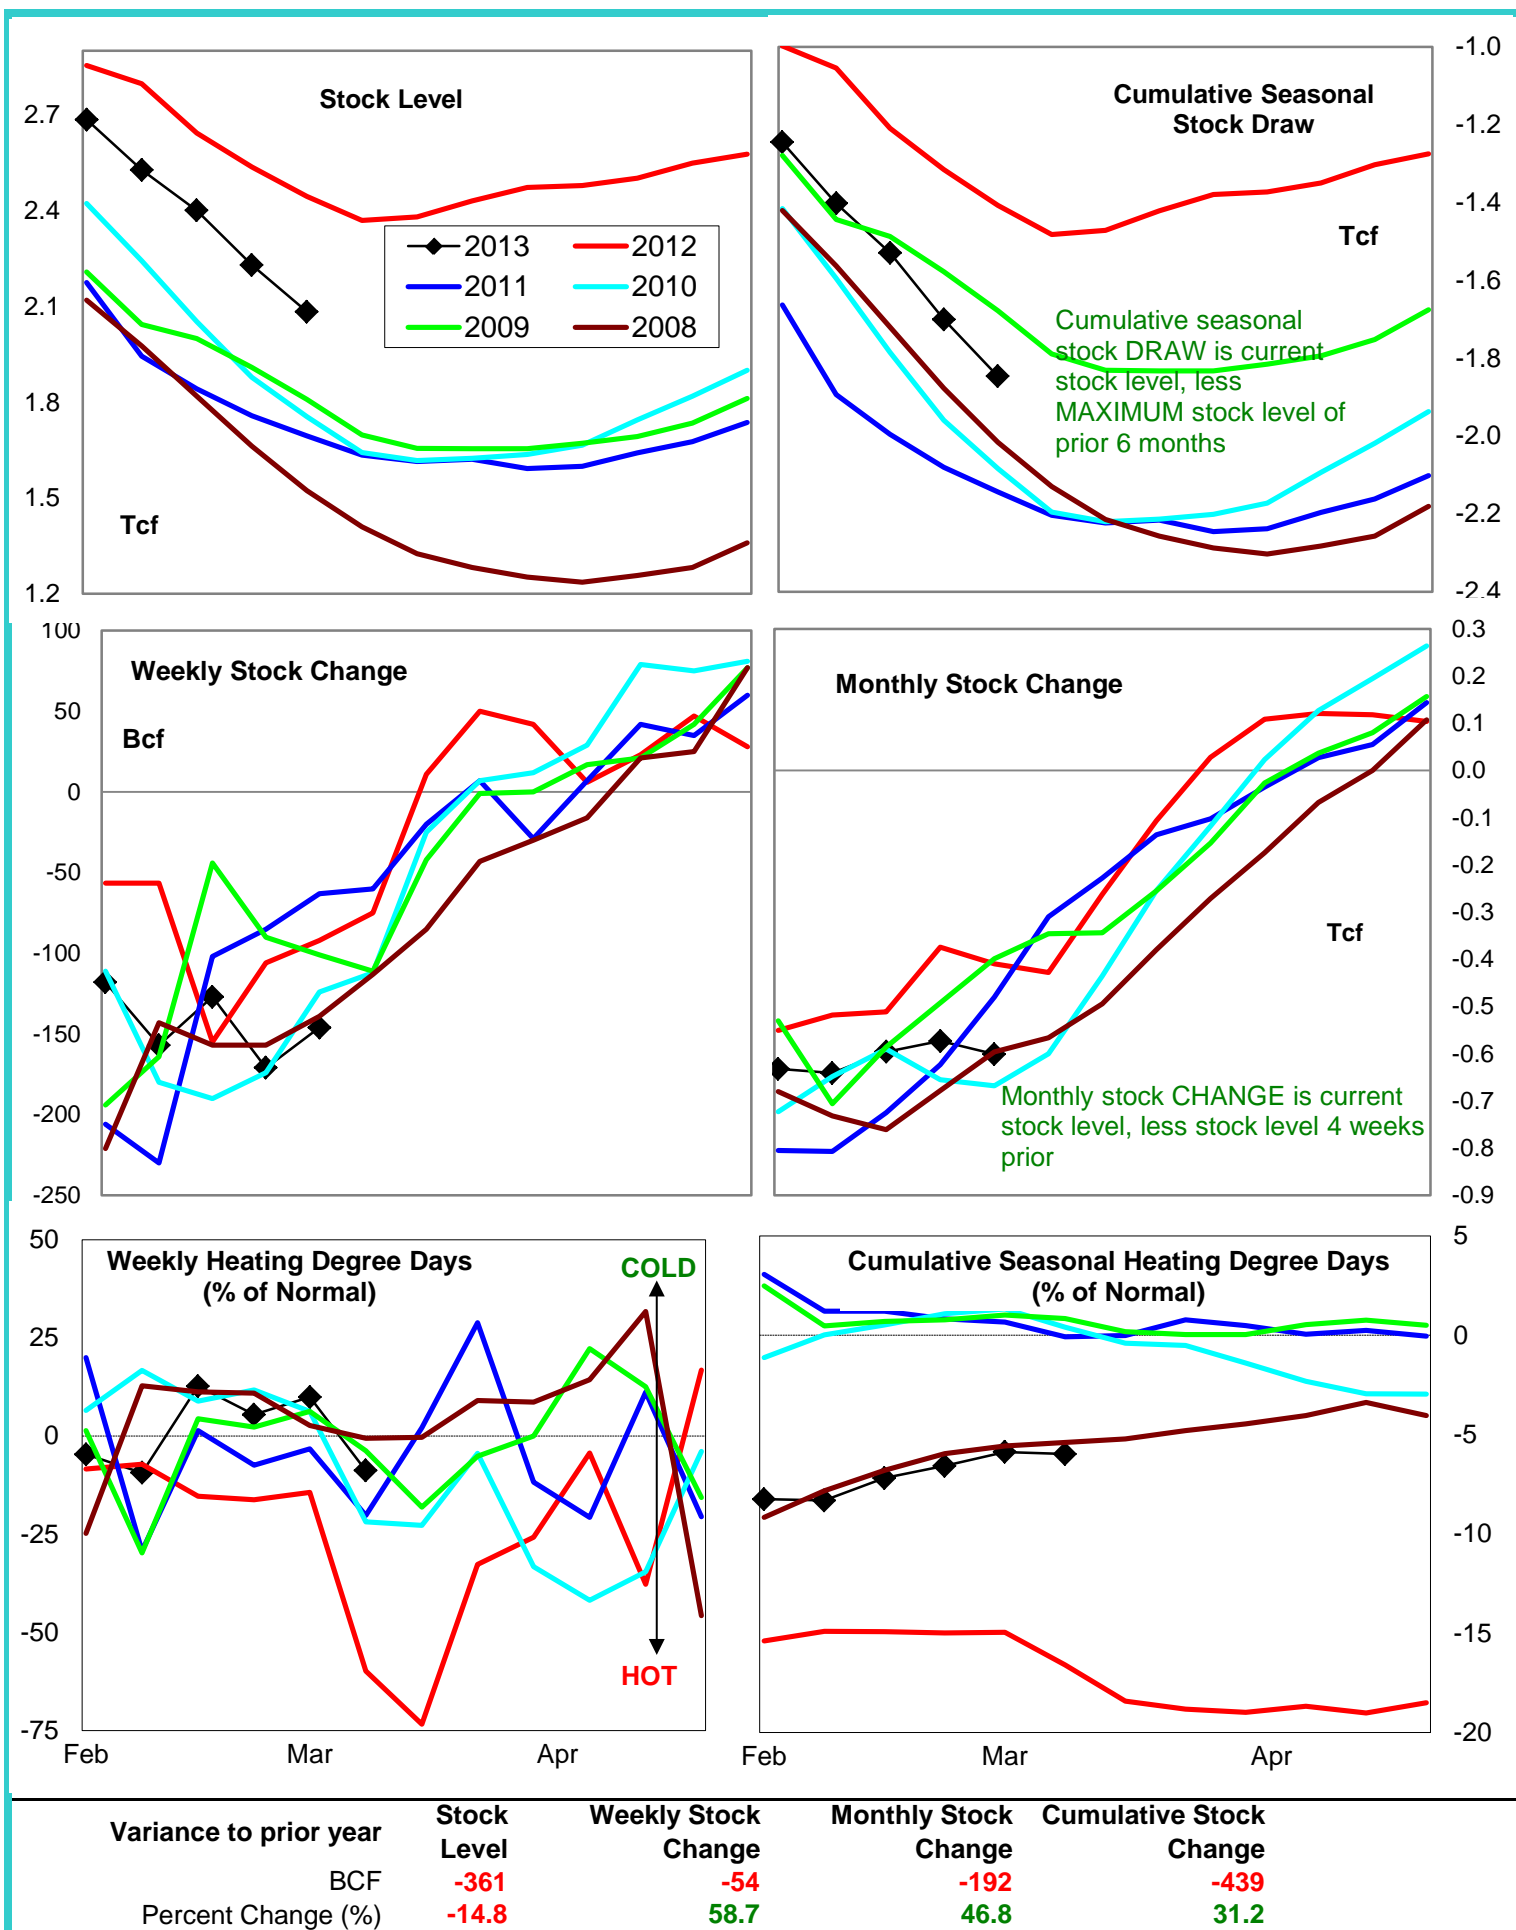 Stock Level
2.7
2.4
2.1
1.8
1.5
1.2
2013
2012
2011
2010
2009
2008
Tcf
Cumulative Seasonal
Stock Draw
Tcf
-1.0
-1.2
-1.4
-1.6
-1.8
-2.0
-2.2
-2.4
Cumulative seasonal
stock DRAW is current
stock level, less
MAXIMUM stock level of
prior 6 months
Weekly Stock Change
Bcf
100
50
0
-50
-100
-150
-200
-250
Monthly Stock Change
0.3
0.2
0.1
0.0
-0.1
-0.2
-0.3
-0.4
-0.5
-0.6
-0.7
-0.8
-0.9
Tcf
Monthly stock CHANGE is current
stock level, less stock level 4 weeks
prior
Weekly Heating Degree Days
(% of Normal)
COLD
HOT
50
25
0
-25
-50
-75
Feb Mar Apr
Cumulative Seasonal Heating Degree Days
(% of Normal)
5
0
-5
-10
-15
-20
Feb Mar Apr
Variance to prior year
Stock
Level
Weekly Stock
Change
Monthly Stock
Change
Cumulative Stock
Change
BCF -361 -54 -192 -439
Percent Change (%) -14.8 58.7 46.8 31.2